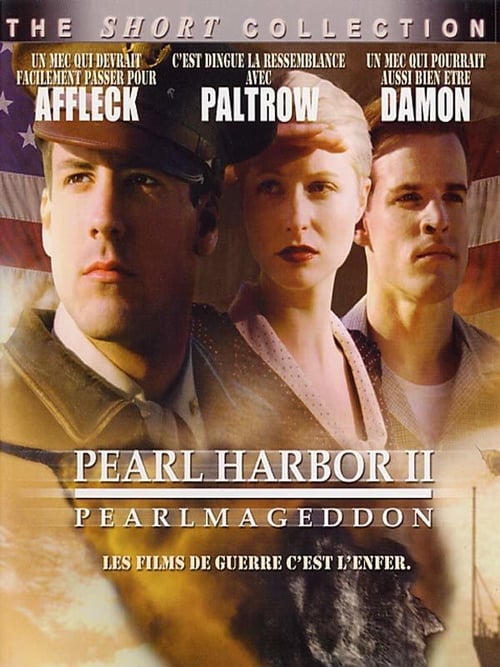 THE SHORT COLLECTION
UN MEC QUI DEVRAIT
FACILEMENT PASSER POUR
AFFLECK
C'EST DINGUE LA RESSEMBLANCE
AVEC
PALTROW
UN MEC QUI POURRAIT
AUSSI BIEN ETRE
DAMON
PEARL HARBOR II
PEARLMAGEDDON
LES FILMS DE GUERRE C'EST L'ENFER.